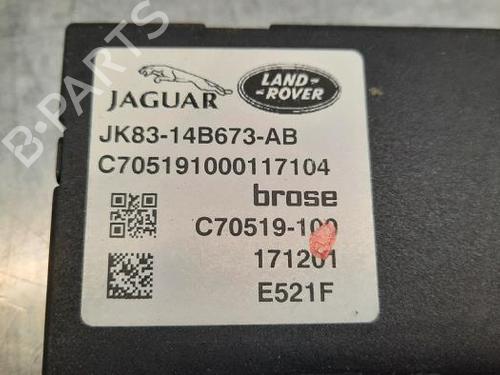 JAGUAR
LAND-
ROVER
JK83-14B673-AB
C705191000117104
brose
C70519-100
171201
E521F
B-PARTS